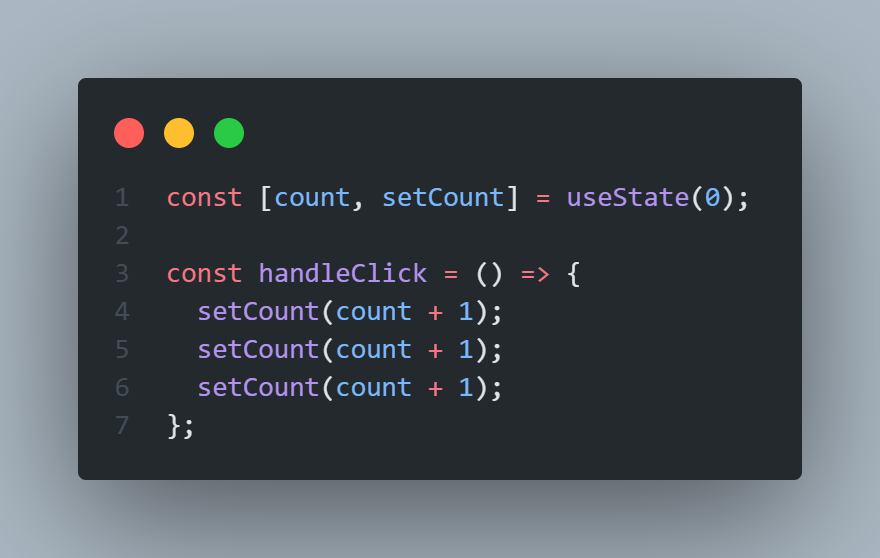 1 const [count, setCount] = useState(0);
2
3 const handleClick = () => {
4   setCount(count + 1);
5   setCount(count + 1);
6   setCount(count + 1);
7 };